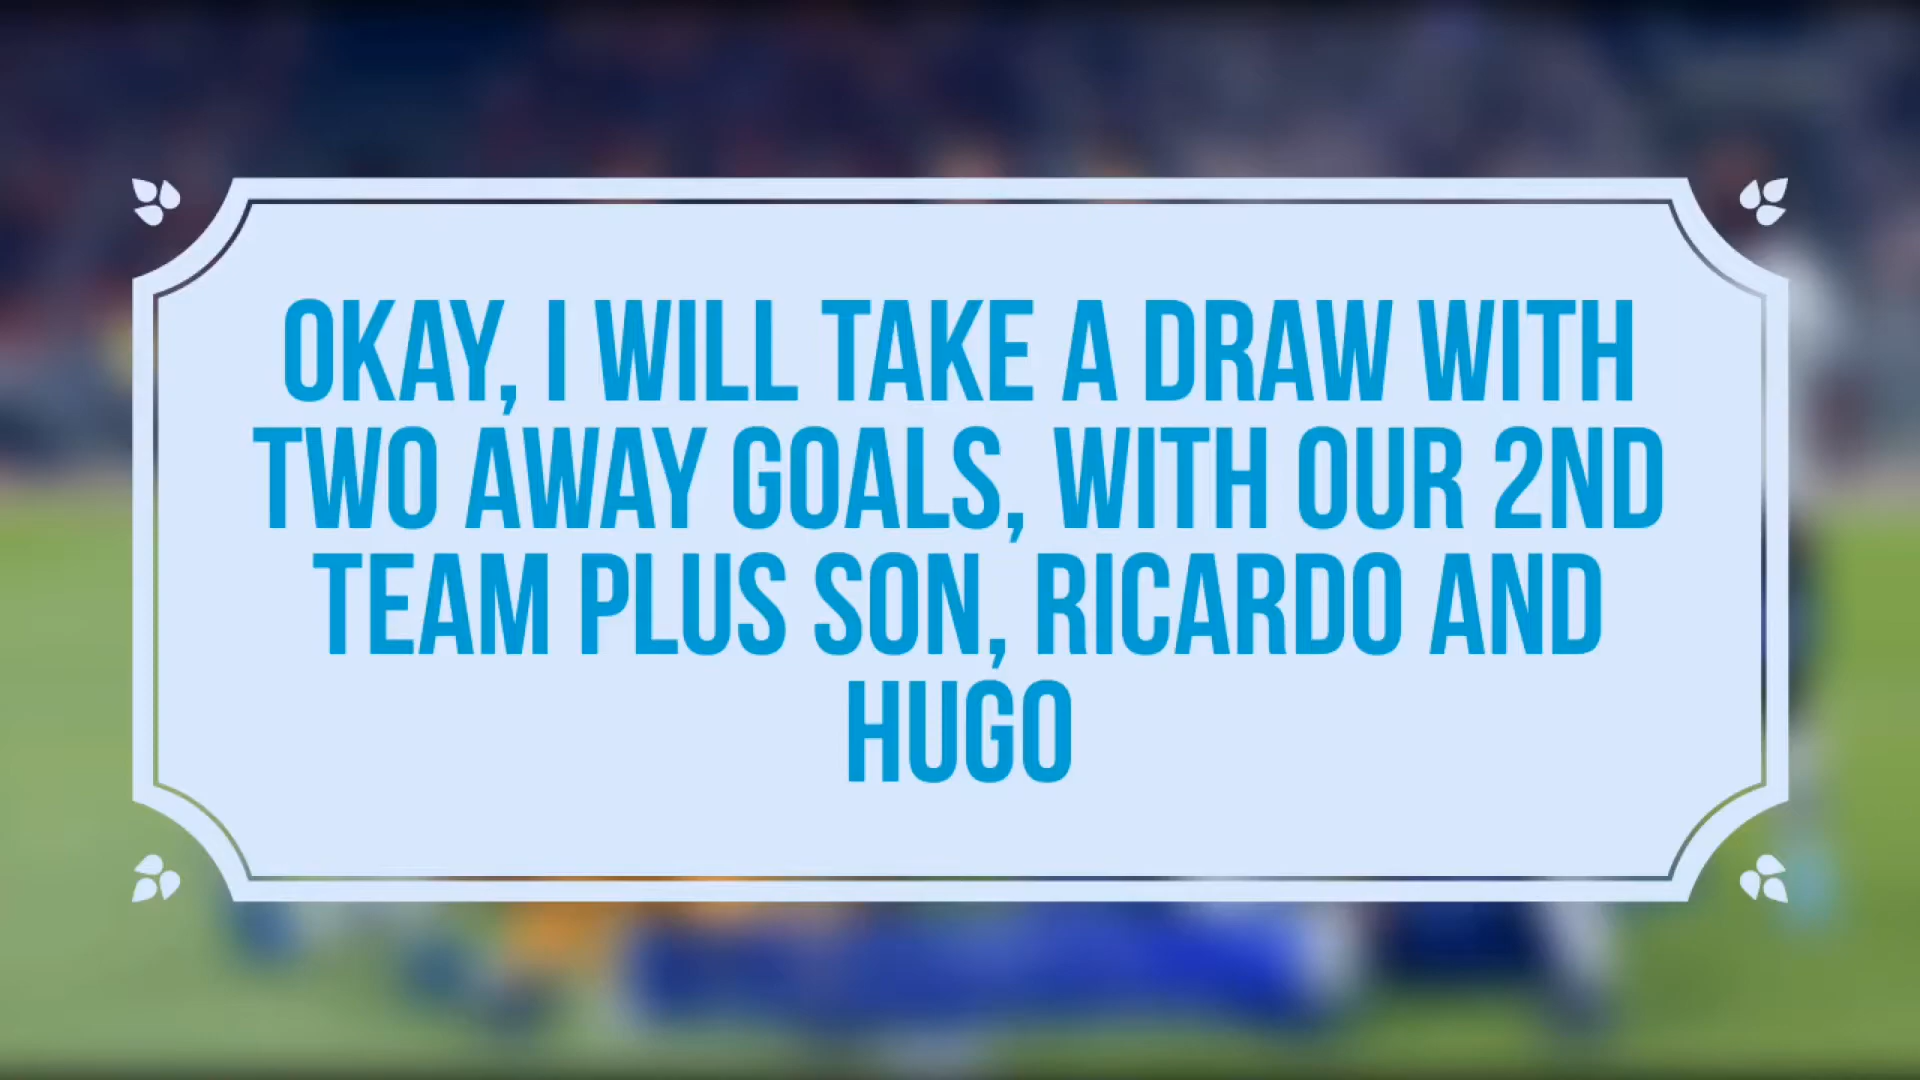 OKAY, I WILL TAKE A DRAW WITH
TWO AWAY GOALS, WITH OUR 2ND
TEAM PLUS SON, RICARDO AND
HUGO